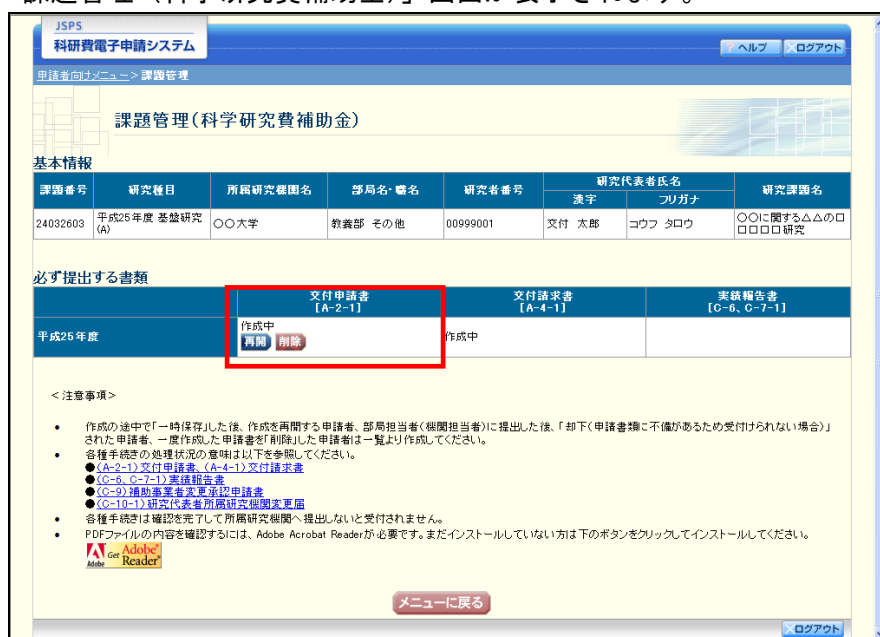 課題管理（科学研究費補助金）」画面が表示されます。
JSPS
科研費電子申請システム
ヘルプ
ログアウト
申請者向けメニュー＞課題管理
課題管理(科学研究費補助金)
基本情報
課題番号 研究種目 所属研究機関名 部局名・職名 研究者番号 研究代表者氏名 研究課題名
漢字 フリガナ
24032603 平成25年度 基盤研究(A) ○○大学 教養部 その他 00999001 交付 太郎 コウフ タロウ ○○に関する△△の□□□□□研究
必ず提出する書類
交付申請書 [A-2-1] 交付請求書 [A-4-1] 実績報告書 [C-6、C-7-1]
平成25年度 作成中 作成中
再開 削除
＜注意事項＞
• 作成の途中で「一時保存」した後、作成を再開する申請者、部局担当者(機関担当者)に提出した後、「却下(申請書類に不備があるため受付けられない場合)」
された申請者、一度作成した申請書を「削除」した申請者は一覧より作成してください。
• 各種手続きの処理状況の意味は以下を参照してください。
●(A-2-1)交付申請書、(A-4-1)交付請求書
●(C-6、C-7-1)実績報告書
●(C-9)補助事業者変更承認申請書
●(C-10-1)研究代表者所属研究機関変更届
• 各種手続きは確認を完了して所属研究機関へ提出しないと受付されません。
• PDFファイルの内容を確認するには、Adobe Acrobat Readerが必要です。まだインストールしていない方は下のボタンをクリックしてインストールしてください。
Get Adobe Reader
Adobe
メニューに戻る
ログアウト